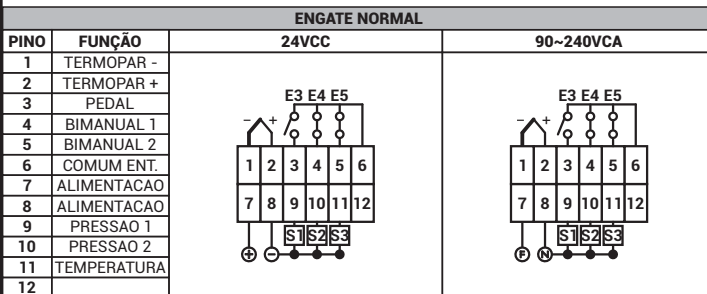 ENGATE NORMAL
PINO FUNÇÃO 24VCC 90~240VCA
1 TERMOPAR -
2 TERMOPAR +
3 PEDAL
4 BIMANUAL 1
5 BIMANUAL 2
6 COMUM ENT.
7 ALIMENTACAO
8 ALIMENTACAO
9 PRESSAO 1
10 PRESSAO 2
11 TEMPERATURA
12
E3 E4 E5
− +
1 2 3 4 5 6
7 8 9 10 11 12
S1 S2 S3
+ −
E3 E4 E5
− +
1 2 3 4 5 6
7 8 9 10 11 12
S1 S2 S3
F N